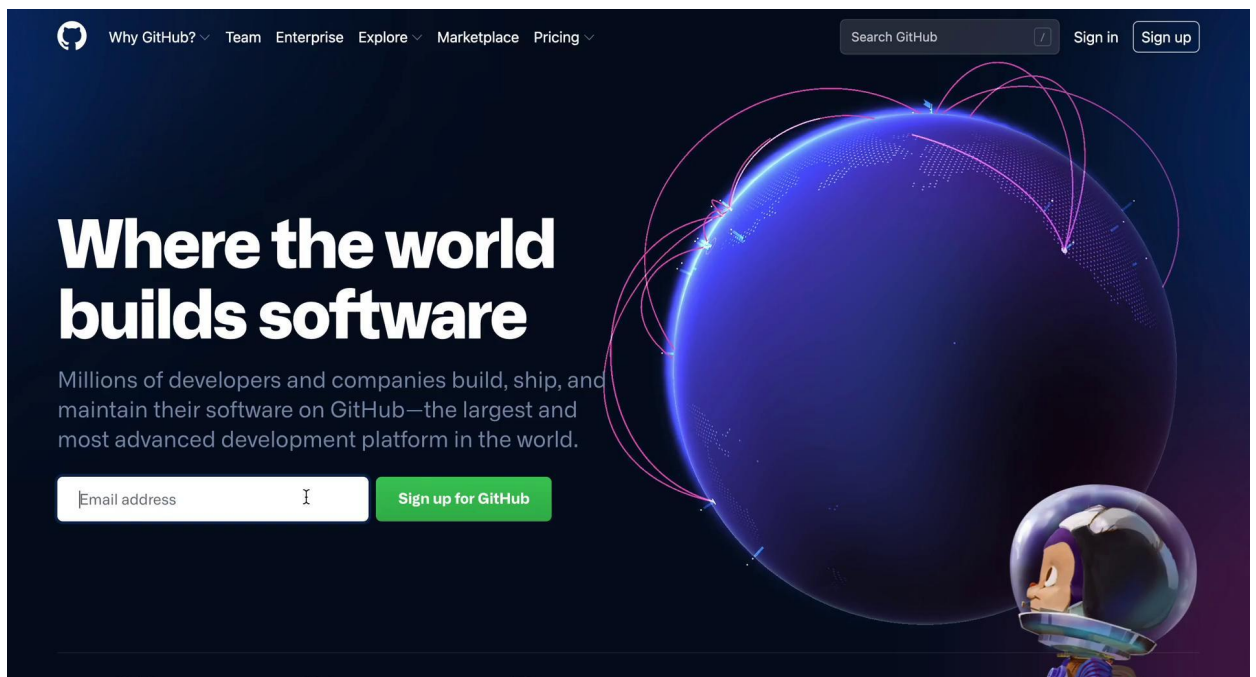 Why GitHub? Team Enterprise Explore Marketplace Pricing Search GitHub / Sign in Sign up
Where the world
builds software
Millions of developers and companies build, ship, and
maintain their software on GitHub—the largest and
most advanced development platform in the world.
Email address Sign up for GitHub